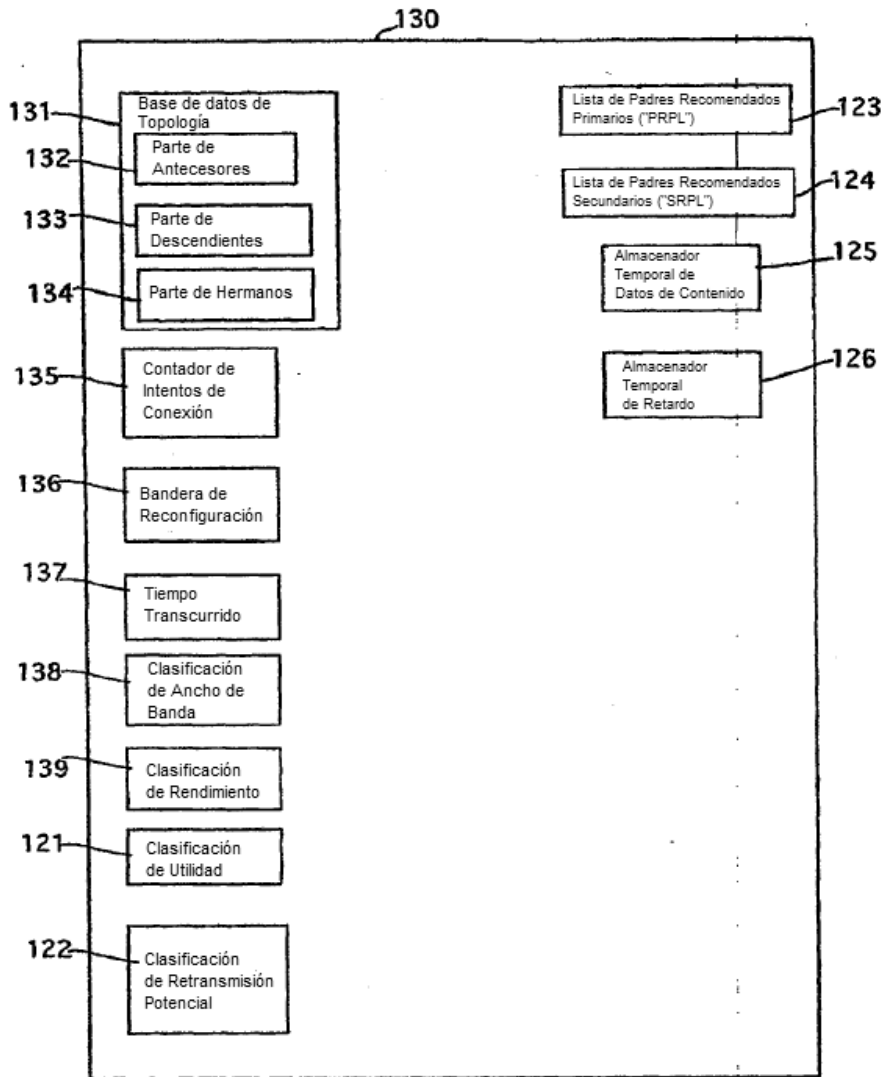 130
131
Base de datos de
Topología
132
Parte de
Antecesores
133
Parte de
Descendientes
134
Parte de Hermanos
135
Contador de
Intentos de
Conexión
136
Bandera de
Reconfiguración
137
Tiempo
Transcurrido
138
Clasificación
de Ancho de
Banda
139
Clasificación
de Rendimiento
121
Clasificación
de Utilidad
122
Clasificación
de Retransmisión
Potencial
Lista de Padres Recomendados
Primarios ("PRPL")
123
Lista de Padres Recomendados
Secundarios ("SRPL")
124
Almacenador
Temporal de
Datos de Contenido
125
Almacenador
Temporal
de Retardo
126